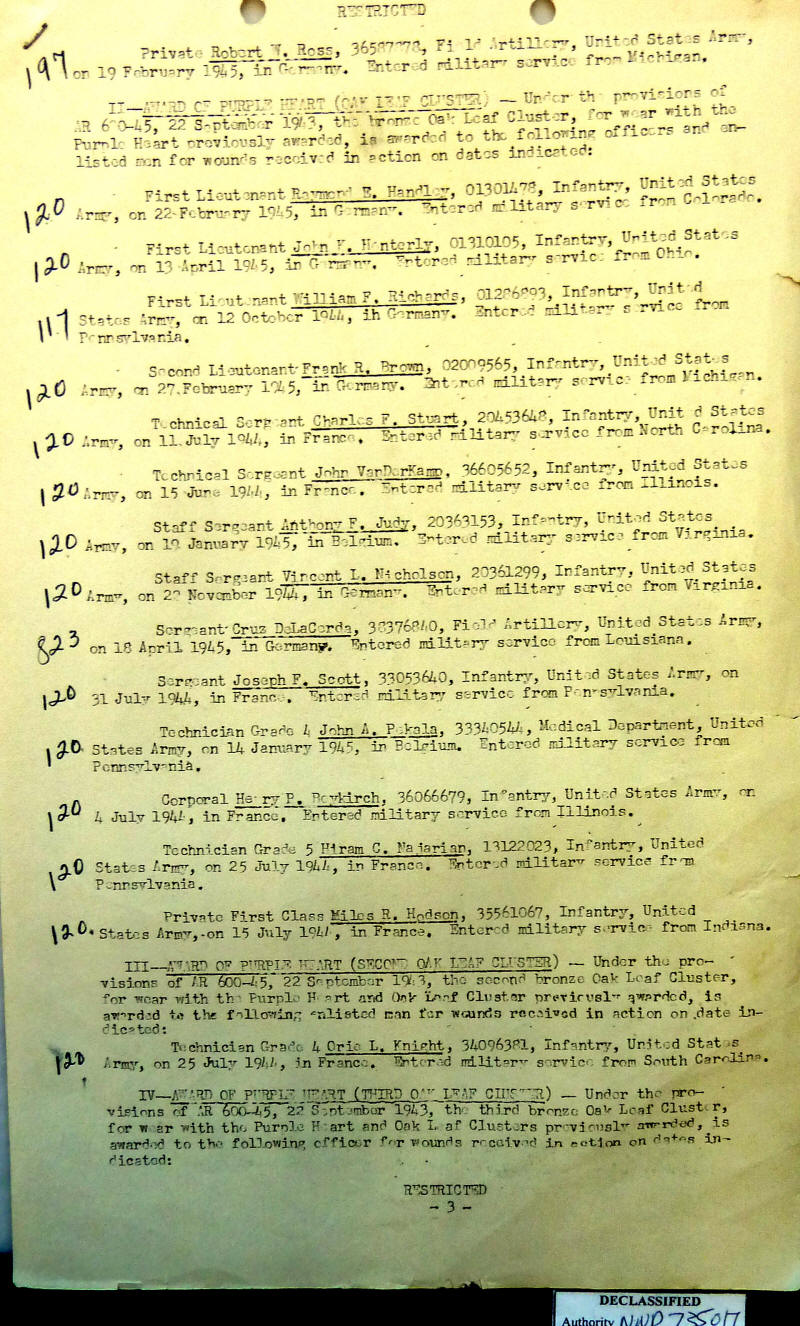 RESTRICTED
197 Private Robert Ross, Field Artillery, United States Army,
on 19 February 1945, in Germany. Entered military service from Michigan.
II—AWARD OF PURPLE HEART (OAK LEAF CLUSTER) — Under the provisions of
AR 600-45, 22 September 1943, the bronze Oak Leaf Cluster, for wear with the
Purple Heart previously awarded, is awarded to the following officers and en-
listed men for wounds received in action on dates indicated:
120 First Lieutenant Raymond E. Handley, Infantry, United States
Army, on 22 February 1945, in Germany. Entered military service from Colorado.
120 First Lieutenant John 01310105, Infantry, United States
Army, on 13 April 1945, in Germany. Entered military service from Ohio.
117 First Lieutenant William F. Richards, Infantry, United
States Army, on 12 October 1944, in Germany. Entered military service from
Pennsylvania.
120 Second Lieutenant Frank R. Brown, 02009565, Infantry, United States
Army, on 27 February 1945, in Germany. Entered military service from Michigan.
120 Technical Sergeant Charles F. Stuart, 20453648, Infantry, United States
Army, on 11 July 1944, in France. Entered military service from North Carolina.
120 Technical Sergeant John VanDerKamp, 36605652, Infantry, United States
Army, on 15 June 1944, in France. Entered military service from Illinois.
120 Staff Sergeant Anthony F. Judy, 20363153, Infantry, United States
Army, on January 1945, in Belgium. Entered military service from Virginia.
120 Staff Sergeant Vincent L. Nicholson, 20361299, Infantry, United States
Army, on November 1944, in Germany. Entered military service from Virginia.
823 Sergeant Cruz DeLaCerda, 38376840, Field Artillery, United States Army,
on 18 April 1945, in Germany. Entered military service from Louisiana.
120 Sergeant Joseph F. Scott, 33053640, Infantry, United States Army, on
31 July 1944, in France. Entered military service from Pennsylvania.
120 Technician Grade 4 John A. Pukala, 33340544, Medical Department, United
States Army, on 14 January 1945, in Belgium. Entered military service from
Pennsylvania.
120 Corporal Harry P. 36066679, Infantry, United States Army, on
4 July 1944, in France. Entered military service from Illinois.
120 Technician Grade 5 Hiram C. Najarian, 13122023, Infantry, United
States Army, on 25 July 1944, in France. Entered military service from
Pennsylvania.
120 Private First Class Miles R. Hodson, 35561067, Infantry, United
States Army, on 15 July 1944, in France. Entered military service from Indiana.
III—AWARD OF PURPLE HEART (SECOND OAK LEAF CLUSTER) — Under the pro-
visions of AR 600-45, 22 September 1943, the second bronze Oak Leaf Cluster,
for wear with the Purple Heart and Oak Leaf Cluster previously awarded, is
awarded to the following enlisted man for wounds received in action on date in-
dicated:
120 Technician Grade 4 Oric L. Knight, 34096381, Infantry, United States
Army, on 25 July 1944, in France. Entered military service from South Carolina.
IV—AWARD OF PURPLE HEART (THIRD OAK LEAF CLUSTER) — Under the pro-
visions of AR 600-45, 22 September 1943, the third bronze Oak Leaf Cluster,
for wear with the Purple Heart and Oak Leaf Clusters previously awarded, is
awarded to the following officer for wounds received in action on dates in-
dicated:
RESTRICTED
- 3 -
DECLASSIFIED
Authority NND 735017